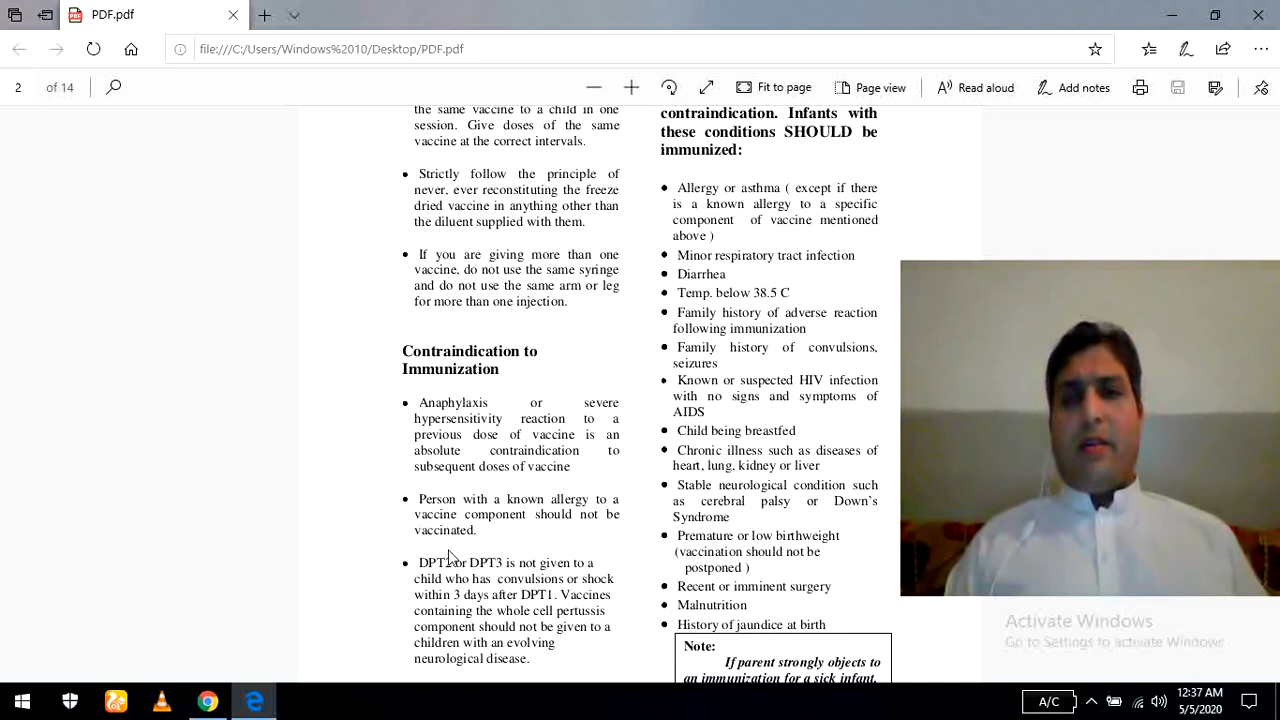 PDF.pdf
file:///C:/Users/Windows%2010/Desktop/PDF.pdf
2 of 14
Fit to page
Page view
Read aloud
Add notes
the same vaccine to a child in one
session. Give doses of the same
vaccine at the correct intervals.
Strictly follow the principle of
never, ever reconstituting the freeze
dried vaccine in anything other than
the diluent supplied with them.
If you are giving more than one
vaccine, do not use the same syringe
and do not use the same arm or leg
for more than one injection.
Contraindication to
Immunization
Anaphylaxis or severe
hypersensitivity reaction to a
previous dose of vaccine is an
absolute contraindication to
subsequent doses of vaccine
Person with a known allergy to a
vaccine component should not be
vaccinated.
DPT2 or DPT3 is not given to a
child who has convulsions or shock
within 3 days after DPT1. Vaccines
containing the whole cell pertussis
component should not be given to a
children with an evolving
neurological disease.
contraindication. Infants with
these conditions SHOULD be
immunized:
Allergy or asthma ( except if there
is a known allergy to a specific
component of vaccine mentioned
above )
Minor respiratory tract infection
Diarrhea
Temp. below 38.5 C
Family history of adverse reaction
following immunization
Family history of convulsions,
seizures
Known or suspected HIV infection
with no signs and symptoms of
AIDS
Child being breastfed
Chronic illness such as diseases of
heart, lung, kidney or liver
Stable neurological condition such
as cerebral palsy or Down's
Syndrome
Premature or low birthweight
(vaccination should not be
postponed )
Recent or imminent surgery
Malnutrition
History of jaundice at birth
Note:
If parent strongly objects to
an immunization for a sick infant,
Activate Windows
Go to Settings to activate Windows
A/C
12:37 AM
5/5/2020